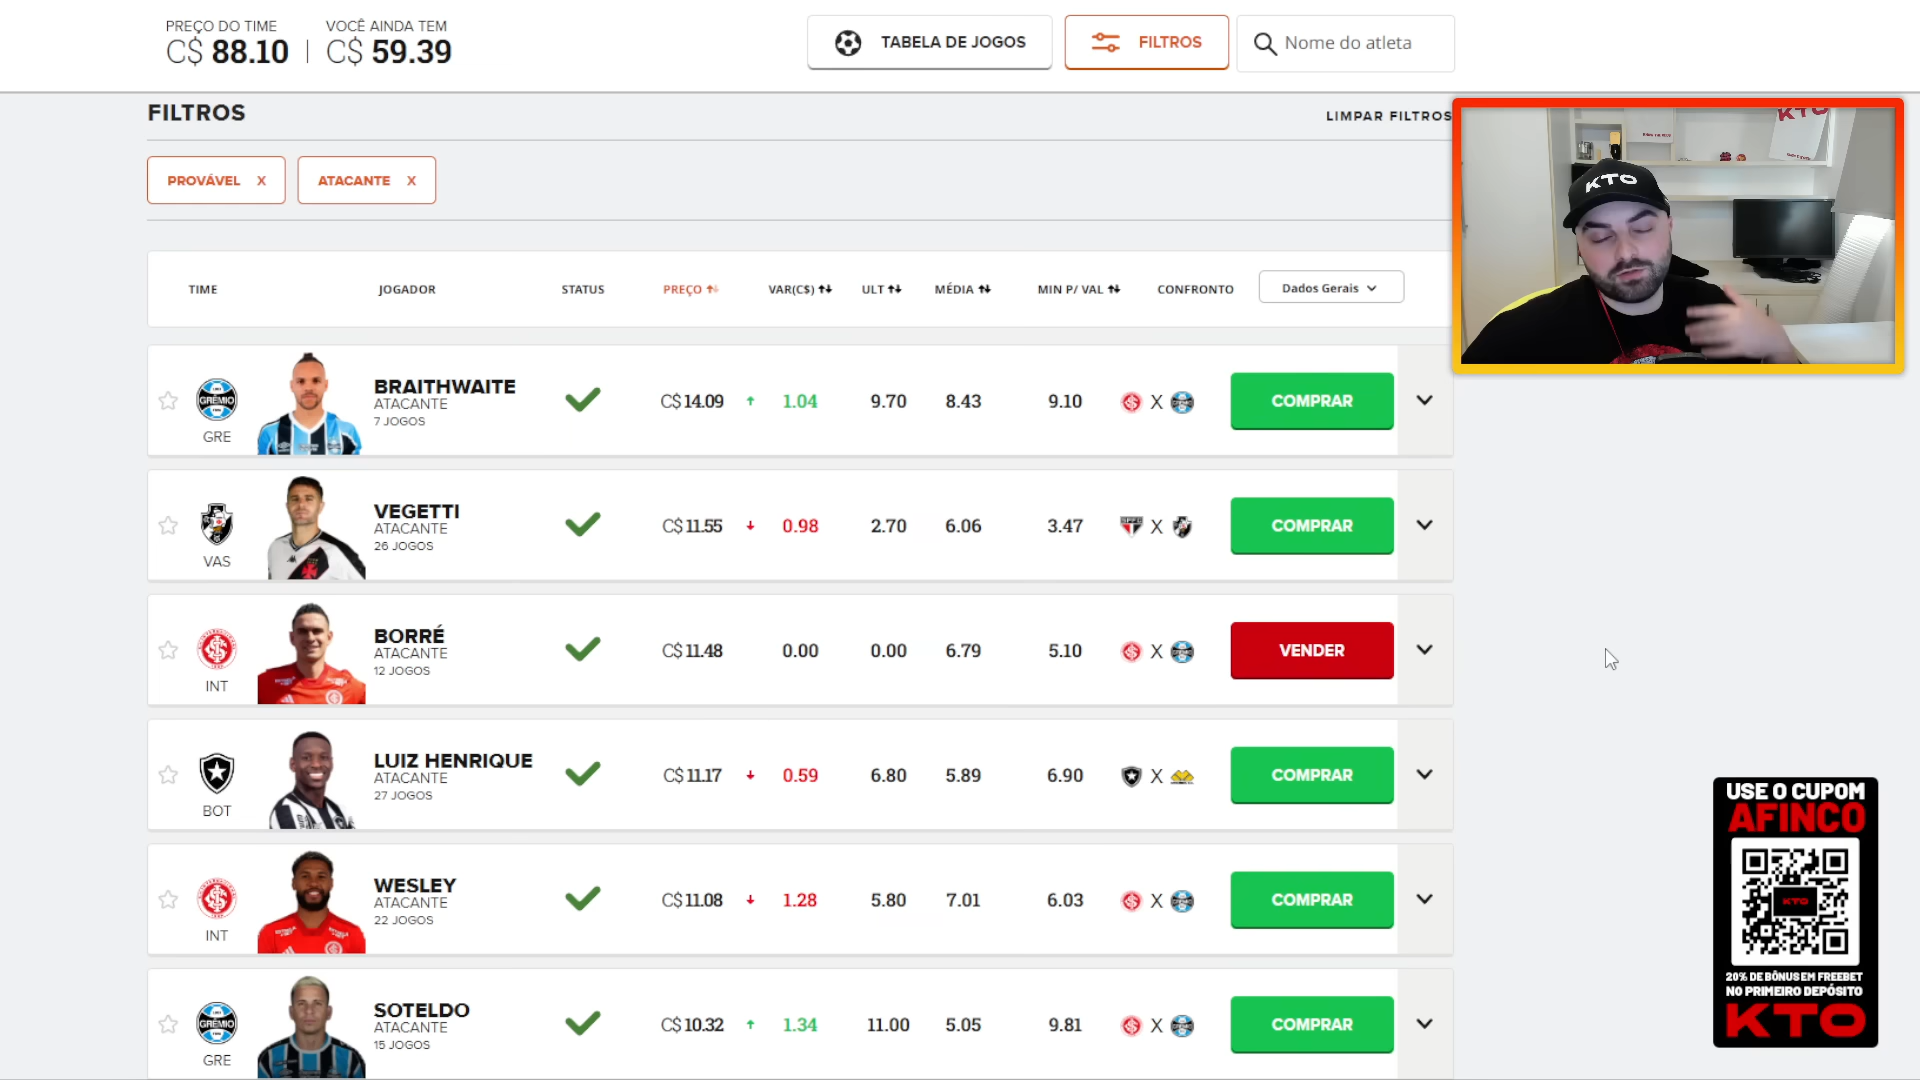 PREÇO DO TIME
C$ 88.10
VOCÊ AINDA TEM
C$ 59.39
TABELA DE JOGOS
FILTROS
Nome do atleta
FILTROS
LIMPAR FILTROS
PROVÁVEL X
ATACANTE X
TIME JOGADOR STATUS PREÇO VAR(C$) ULT MÉDIA MIN P/ VAL CONFRONTO Dados Gerais
GRÊMIO
GRE
BRAITHWAITE
ATACANTE
7 JOGOS
C$ 14.09 1.04 9.70 8.43 9.10 X COMPRAR
VAS
VEGETTI
ATACANTE
26 JOGOS
C$ 11.55 0.98 2.70 6.06 3.47 X COMPRAR
INT
BORRÉ
ATACANTE
12 JOGOS
C$ 11.48 0.00 0.00 6.79 5.10 X VENDER
BOT
LUIZ HENRIQUE
ATACANTE
27 JOGOS
C$ 11.17 0.59 6.80 5.89 6.90 X COMPRAR
INT
WESLEY
ATACANTE
22 JOGOS
C$ 11.08 1.28 5.80 7.01 6.03 X COMPRAR
GRÊMIO
GRE
SOTELDO
ATACANTE
15 JOGOS
C$ 10.32 1.34 11.00 5.05 9.81 X COMPRAR
KTO
KTO
USE O CUPOM
AFINCO
KTO
20% DE BÔNUS EM FREEBET
NO PRIMEIRO DEPÓSITO
KTO